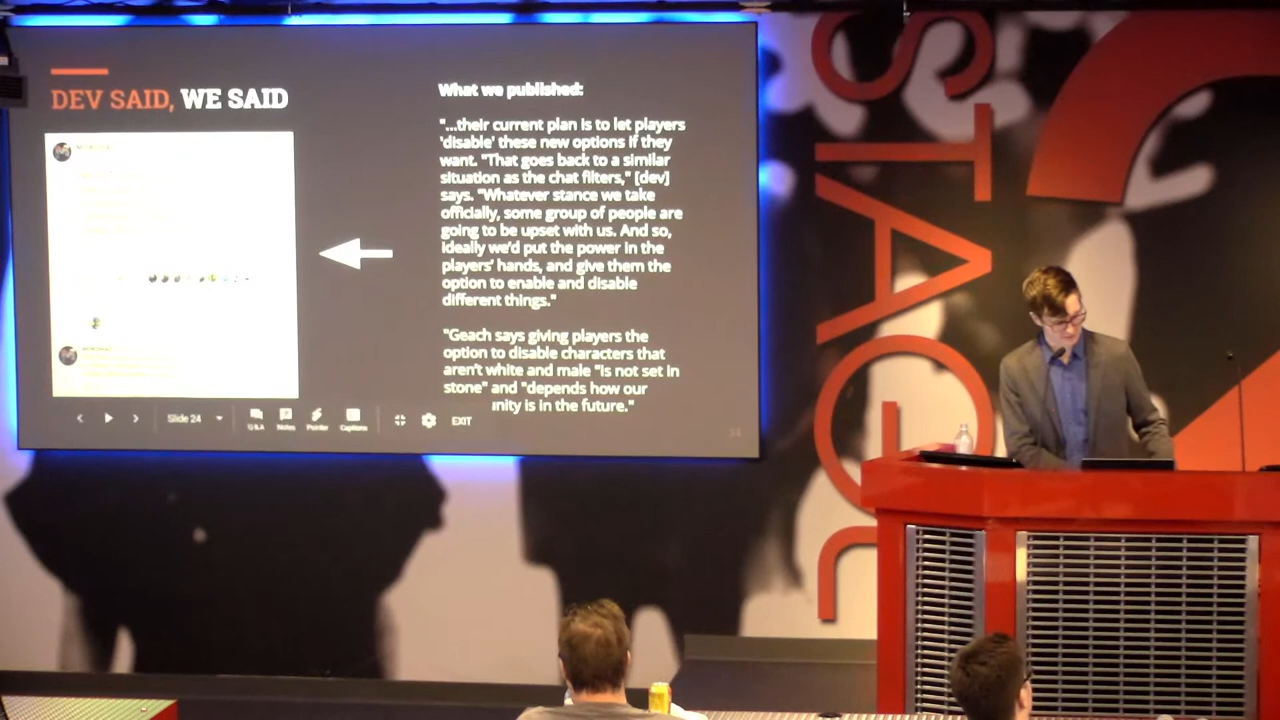 DEV SAID, WE SAID
What we published:
"...their current plan is to let players
'disable' these new options if they
want. "That goes back to a similar
situation as the chat filters," [dev]
says. "Whatever stance we take
officially, some group of people are
going to be upset with us. And so,
ideally we'd put the power in the
players' hands, and give them the
option to enable and disable
different things."
"Geach says giving players the
option to disable characters that
aren't white and male "is not set in
stone" and "depends how our
nity is in the future."
Slide 24
Q&A
Notes
Pointer
Captions
EXIT
24
STAGE